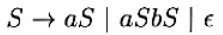 S → aS | aSbS | ϵ